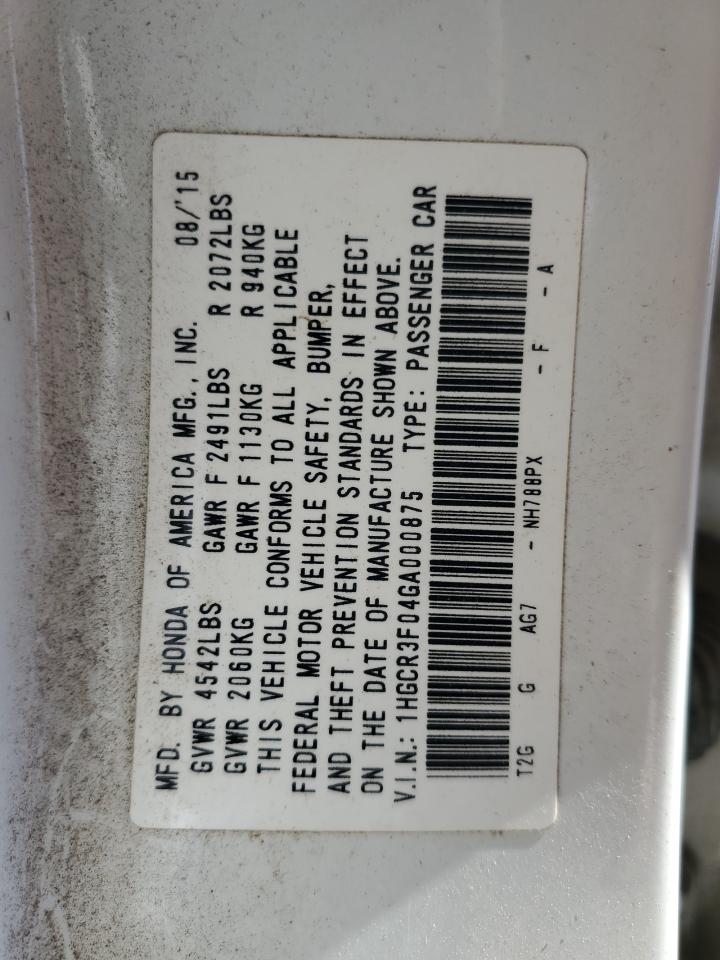 MFD. BY HONDA OF AMERICA MFG., INC. 08/'15
GVWR 4542LBS GAWR F 2491LBS R 2072LBS
GVWR 2060KG GAWR F 1130KG R 940KG
THIS VEHICLE CONFORMS TO ALL APPLICABLE
FEDERAL MOTOR VEHICLE SAFETY, BUMPER,
AND THEFT PREVENTION STANDARDS IN EFFECT
ON THE DATE OF MANUFACTURE SHOWN ABOVE.
V.I.N.: 1HGCR3F04GA000875 TYPE: PASSENGER CAR
T2G G AG7 - NH788PX - F - A